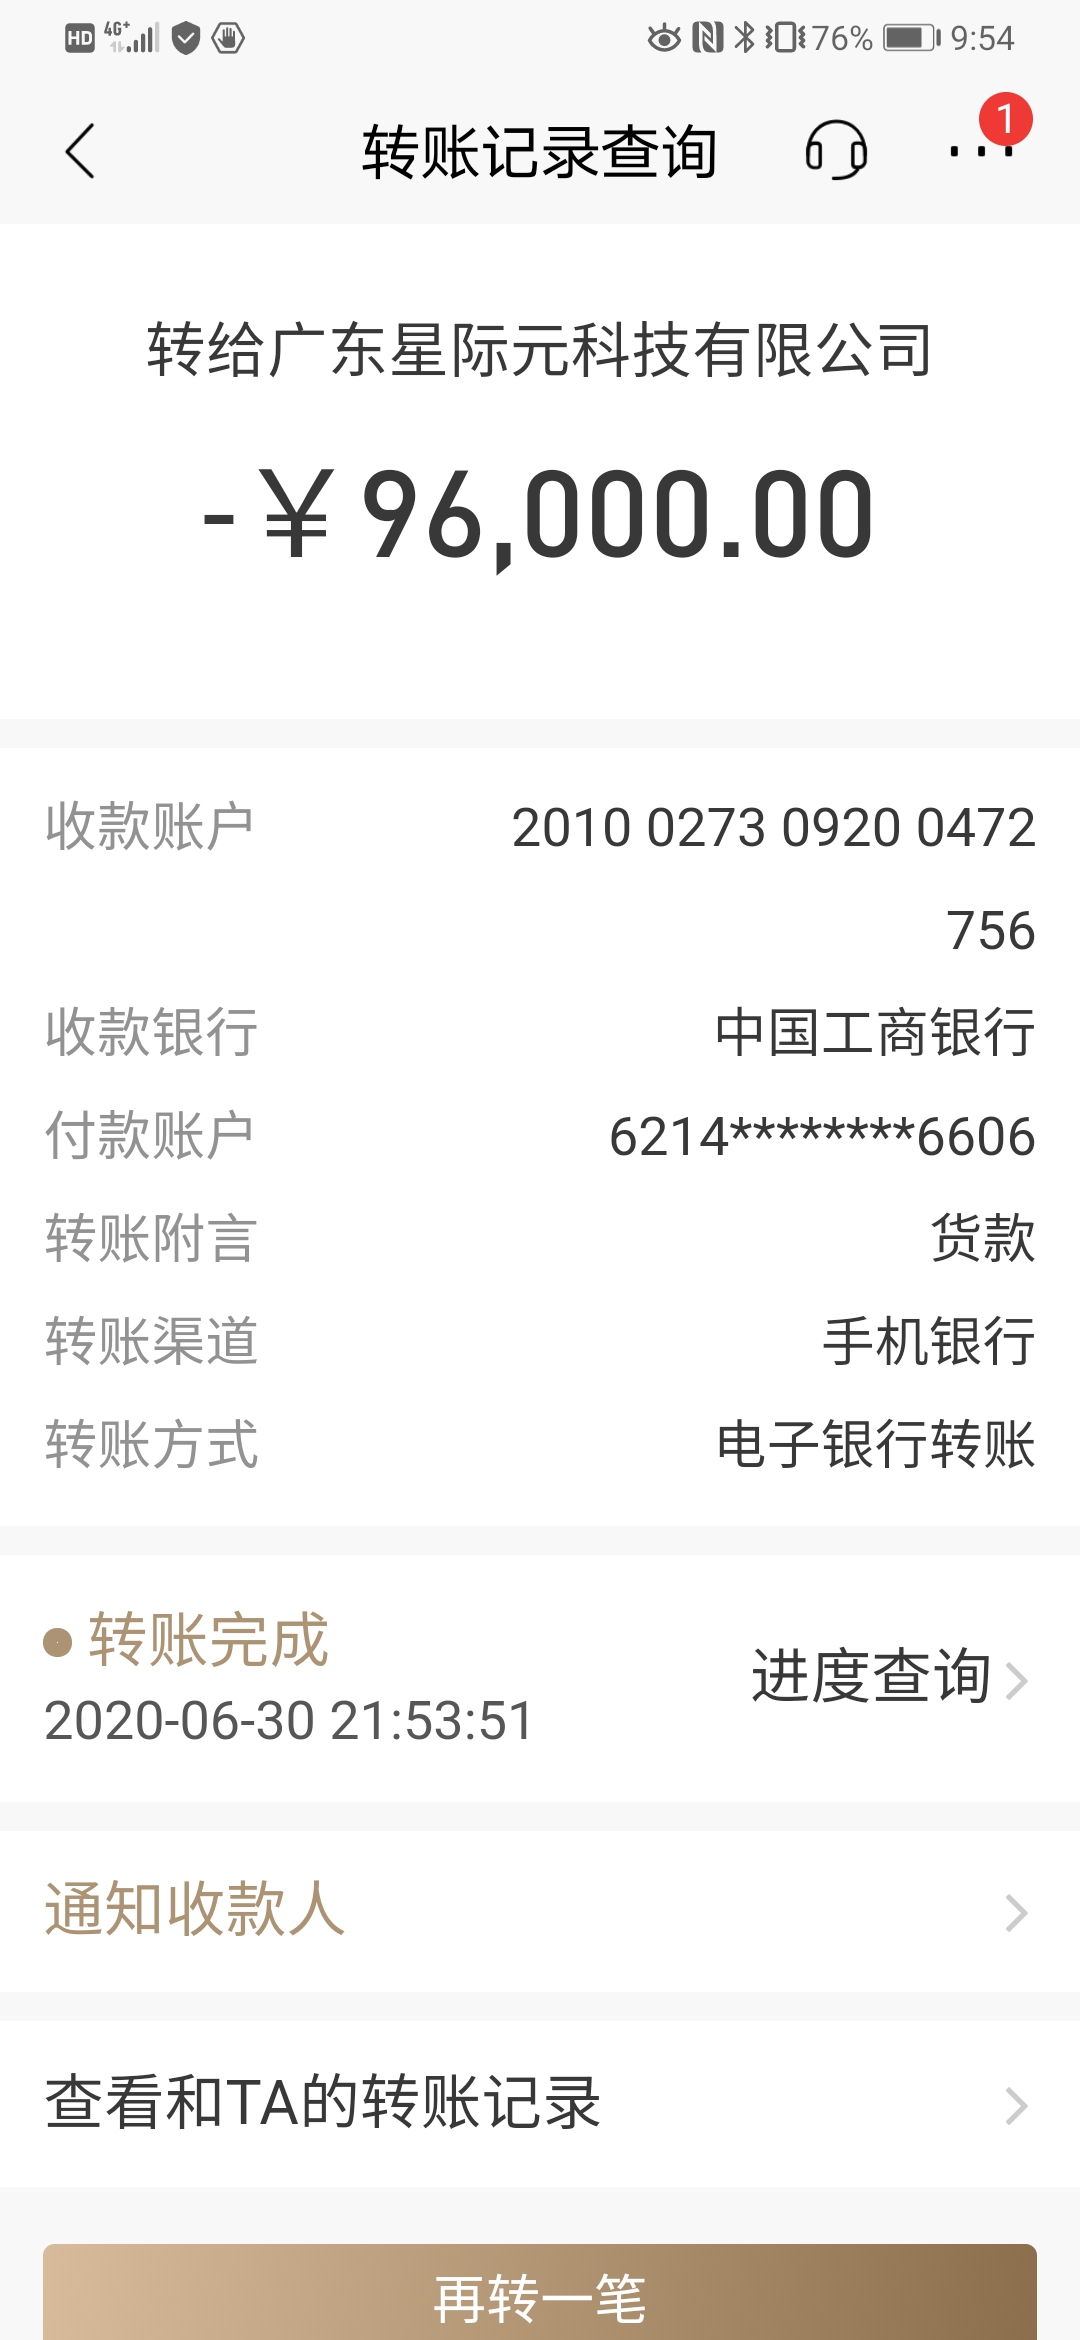 HD 4G+ 76% 9:54
转账记录查询 1
转给广东星际元科技有限公司
-￥96,000.00
收款账户 2010 0273 0920 0472
756
收款银行 中国工商银行
付款账户 6214********6606
转账附言 货款
转账渠道 手机银行
转账方式 电子银行转账
转账完成
进度查询
2020-06-30 21:53:51
通知收款人
查看和TA的转账记录
再转一笔